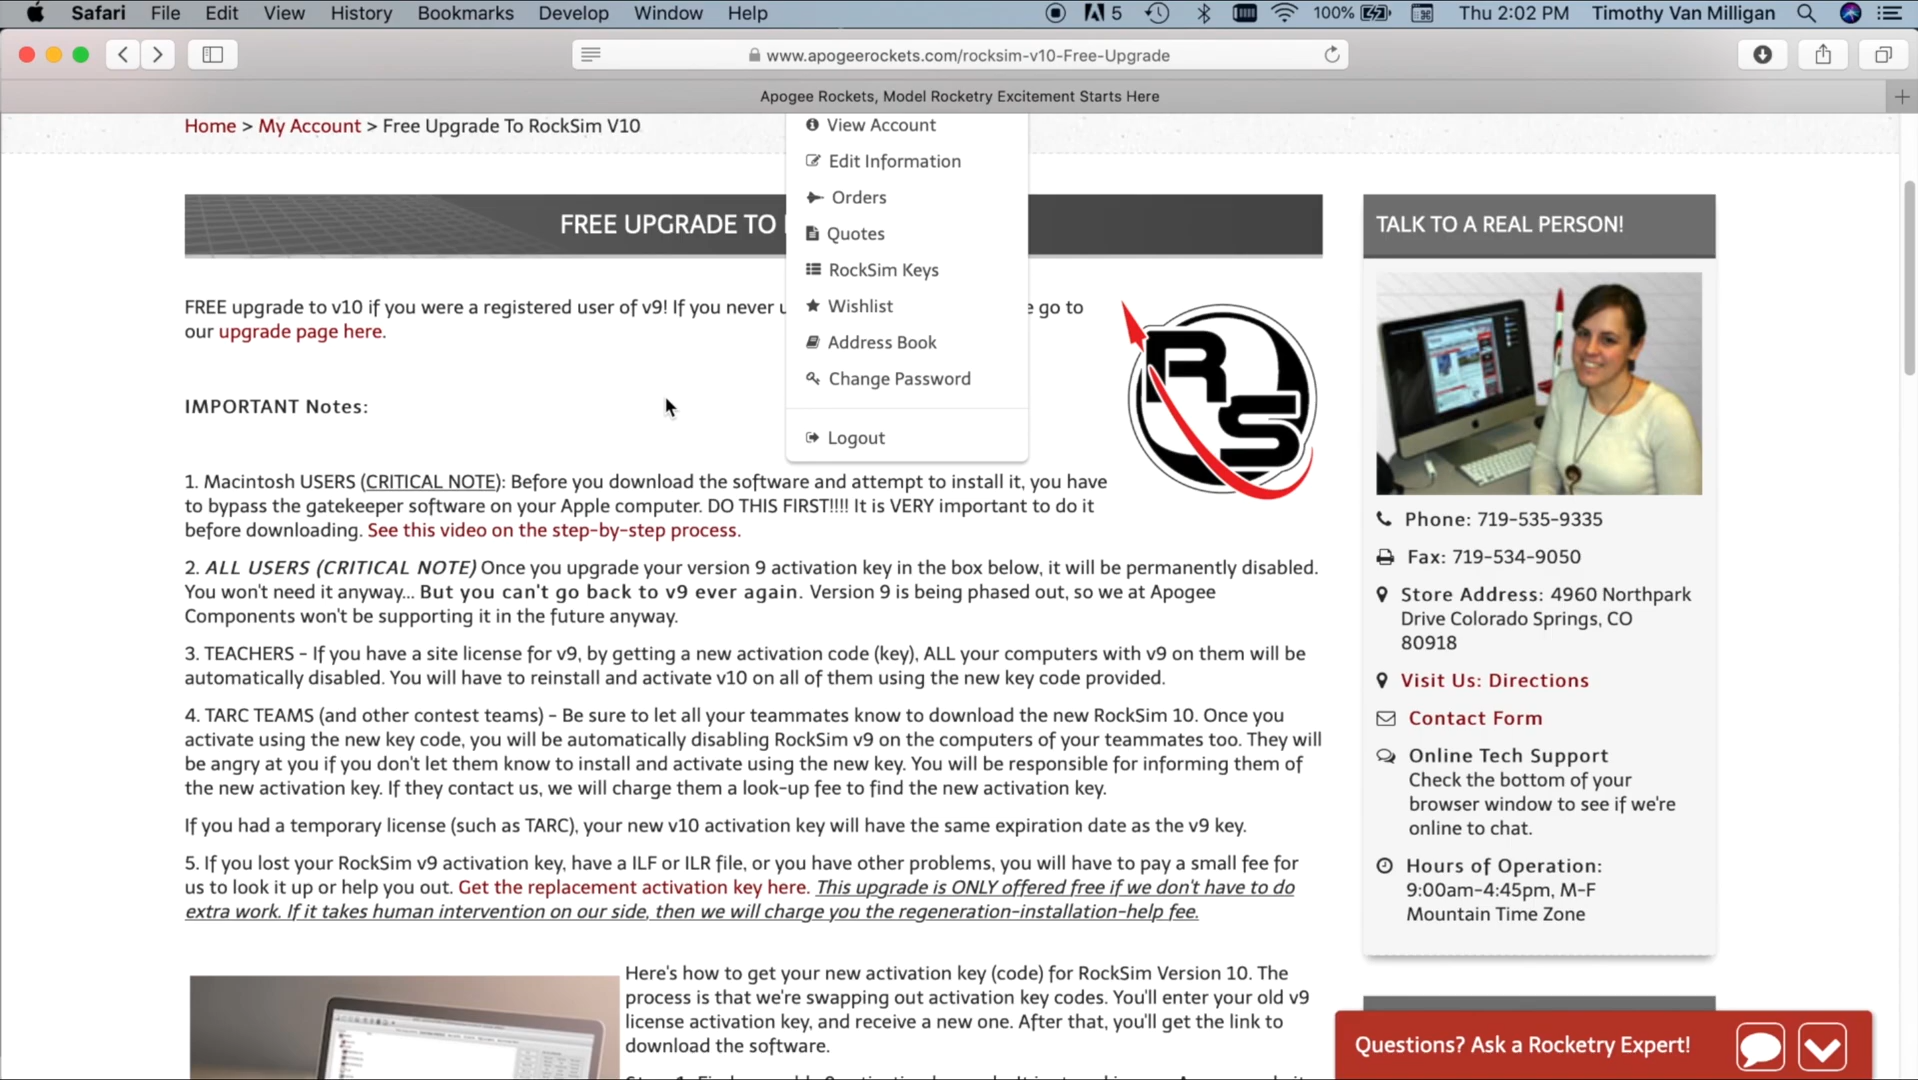 Safari File Edit View History Bookmarks Develop Window Help 5 100% Thu 2:02 PM Timothy Van Milligan
www.apogeerockets.com/rocksim-v10-Free-Upgrade
Apogee Rockets, Model Rocketry Excitement Starts Here
Home > My Account > Free Upgrade To RockSim V10
View Account
Edit Information
Orders
Quotes
RockSim Keys
Wishlist
Address Book
Change Password
Logout
FREE UPGRADE TO
FREE upgrade to v10 if you were a registered user of v9! If you never go to
our upgrade page here.
RS
IMPORTANT Notes:
1. Macintosh USERS (CRITICAL NOTE): Before you download the software and attempt to install it, you have
to bypass the gatekeeper software on your Apple computer. DO THIS FIRST!!!! It is VERY important to do it
before downloading. See this video on the step-by-step process.
2. ALL USERS (CRITICAL NOTE) Once you upgrade your version 9 activation key in the box below, it will be permanently disabled.
You won't need it anyway... But you can't go back to v9 ever again. Version 9 is being phased out, so we at Apogee
Components won't be supporting it in the future anyway.
3. TEACHERS - If you have a site license for v9, by getting a new activation code (key), ALL your computers with v9 on them will be
automatically disabled. You will have to reinstall and activate v10 on all of them using the new key code provided.
4. TARC TEAMS (and other contest teams) - Be sure to let all your teammates know to download the new RockSim 10. Once you
activate using the new key code, you will be automatically disabling RockSim v9 on the computers of your teammates too. They will
be angry at you if you don't let them know to install and activate using the new key. You will be responsible for informing them of
the new activation key. If they contact us, we will charge them a look-up fee to find the new activation key.
If you had a temporary license (such as TARC), your new v10 activation key will have the same expiration date as the v9 key.
5. If you lost your RockSim v9 activation key, have a ILF or ILR file, or you have other problems, you will have to pay a small fee for
us to look it up or help you out. Get the replacement activation key here. This upgrade is ONLY offered free if we don't have to do
extra work. If it takes human intervention on our side, then we will charge you the regeneration-installation-help fee.
Here's how to get your new activation key (code) for RockSim Version 10. The
process is that we're swapping out activation key codes. You'll enter your old v9
license activation key, and receive a new one. After that, you'll get the link to
download the software.
TALK TO A REAL PERSON!
Phone: 719-535-9335
Fax: 719-534-9050
Store Address: 4960 Northpark
Drive Colorado Springs, CO
80918
Visit Us: Directions
Contact Form
Online Tech Support
Check the bottom of your
browser window to see if we're
online to chat.
Hours of Operation:
9:00am-4:45pm, M-F
Mountain Time Zone
Questions? Ask a Rocketry Expert!